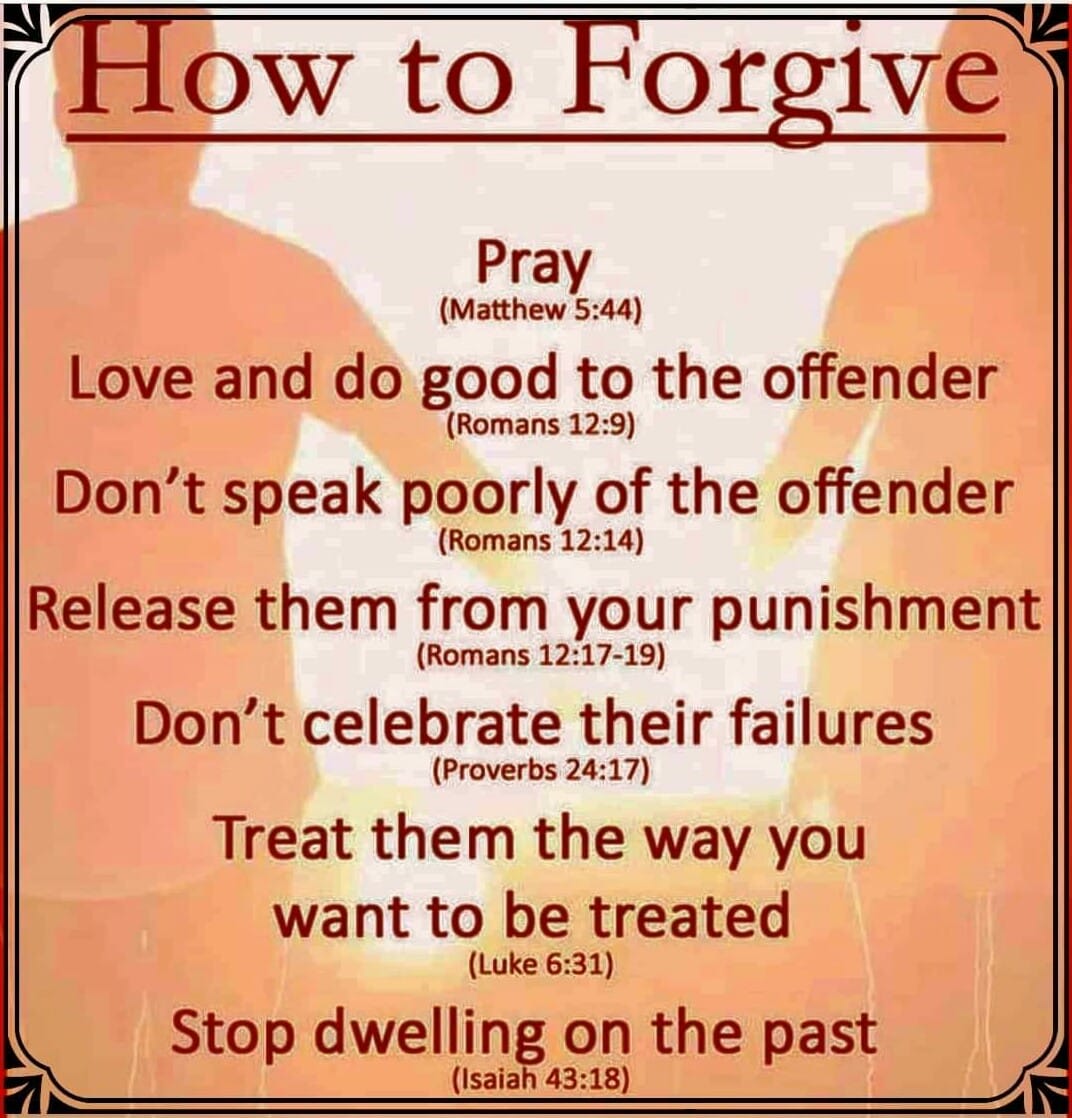 How to Forgive
Pray
(Matthew 5:44)
Love and do good to the offender
(Romans 12:9)
Don’t speak poorly of the offender
(Romans 12:14)
Release them from your punishment
(Romans 12:17-19)
Don’t celebrate their failures
(Proverbs 24:17)
Treat them the way you
want to be treated
(Luke 6:31)
Stop dwelling on the past
(Isaiah 43:18)